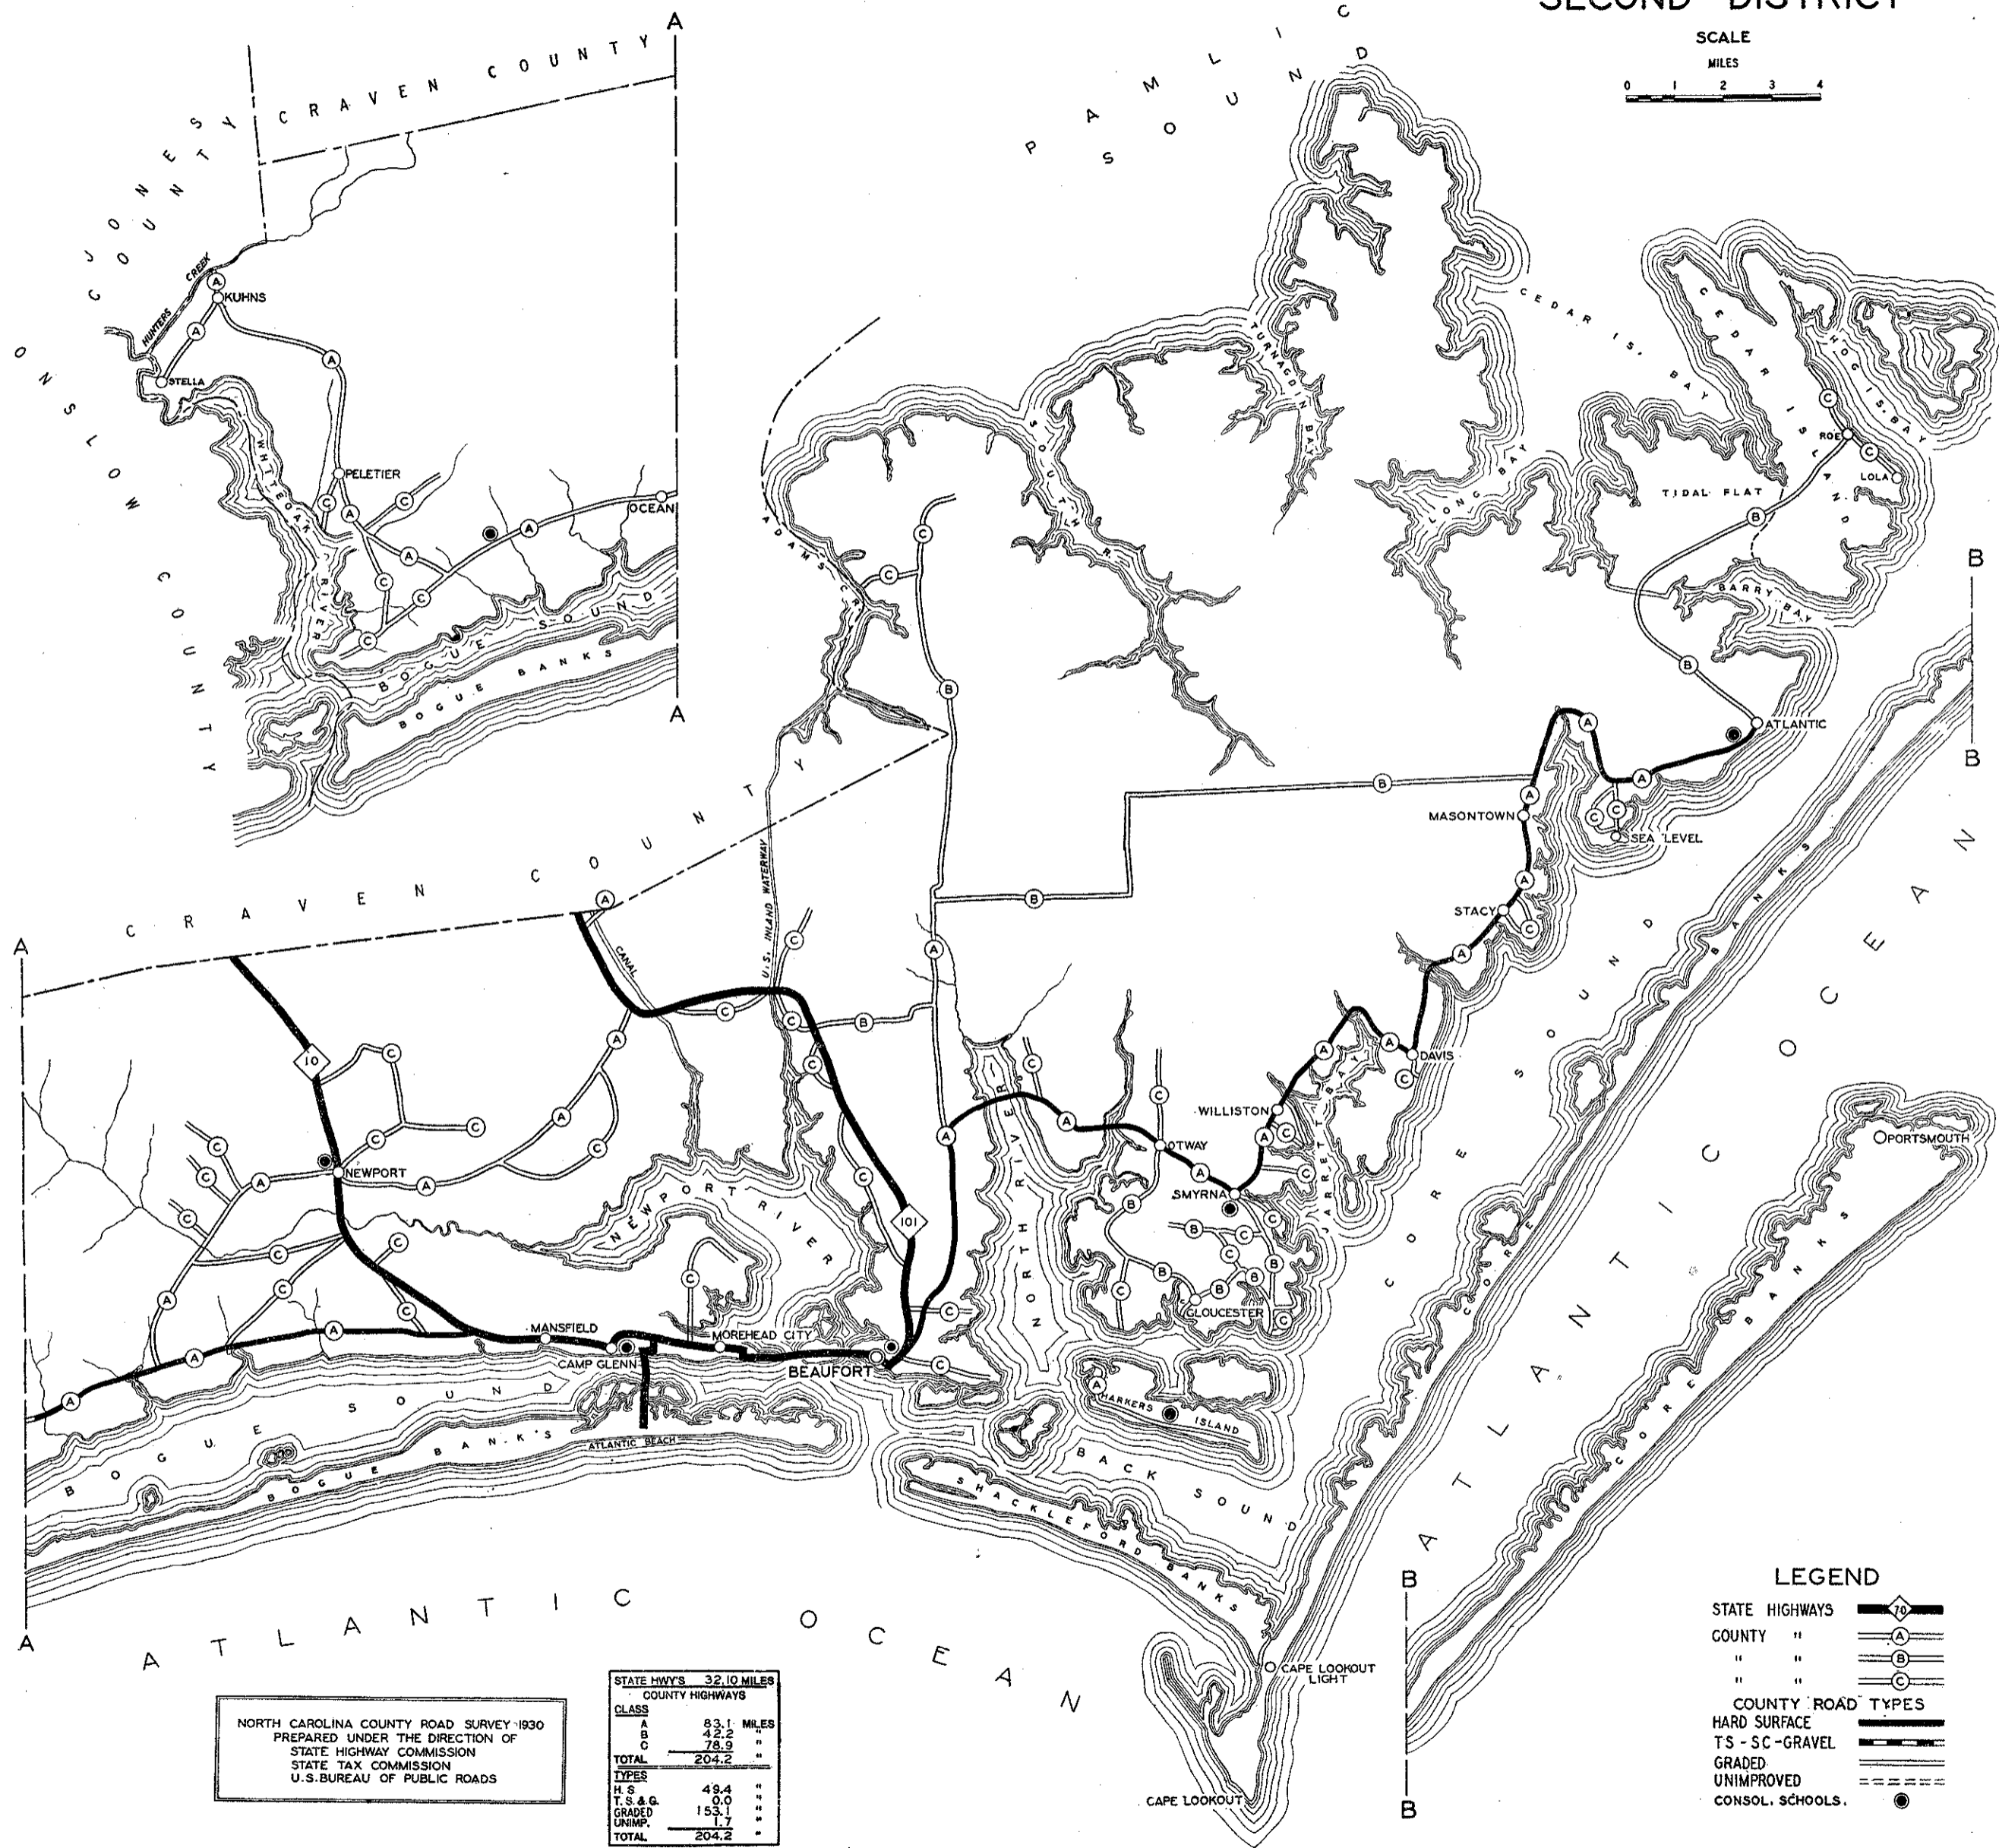 SECOND DISTRICT
SCALE
MILES
0 1 2 3 4
A
CRAVEN COUNTY
JONES COUNTY
ONSLOW COUNTY
PAMLICO SOUND
HUNTERS CREEK
A
KUHNS
A
A
STELLA
WHITEOAK RIVER
PELETIER
C
A
C
A
A
OCEAN
C
C
C
BOGUE SOUND
BOGUE BANKS
A
ADAMS CR.
C
C
SOUTH R.
TURNAGDIN BAY
LONG BAY
CEDAR IS. BAY
CEDAR ISLAND
HOG IS. BAY
C
ROE
C
LOLA
TIDAL FLAT
B
BARRY BAY
B
B
B
B
ATLANTIC
A
A
B
A
MASONTOWN
C
C
SEA LEVEL
A
STACY
C
A
CRAVEN COUNTY
A
CANAL
U.S. INLAND WATERWAY
C
B
A
A
10
C
C
C
C
A
A
C
C
B
C
NEWPORT
A
A
C
C
C
C
C
C
C
A
C
NEWPORT RIVER
C
101
A
NORTH RIVER
C
A
C
OTWAY
A
SMYRNA
WILLISTON
A
C
C
A
A
DAVIS
C
JARRETT BAY
B
B
B
C
C
C
B
B
B
GLOUCESTER
C
C
A
A
A
C
MANSFIELD
CAMP GLENN
MOREHEAD CITY
C
BEAUFORT
C
C
A
HARKERS ISLAND
BOGUE SOUND
BOGUE BANK'S
ATLANTIC BEACH
BACK SOUND
SHACKLEFORD BANKS
CORE SOUND
CORE BANKS
ATLANTIC OCEAN
PORTSMOUTH
CORE BANKS
A
ATLANTIC OCEAN
CAPE LOOKOUT
LIGHT
CAPE LOOKOUT
B
B
NORTH CAROLINA COUNTY ROAD SURVEY-1930
PREPARED UNDER THE DIRECTION OF
STATE HIGHWAY COMMISSION
STATE TAX COMMISSION
U.S. BUREAU OF PUBLIC ROADS
STATE HWY'S 32.10 MILES
COUNTY HIGHWAYS
CLASS
A 83.1 MILES
B 42.2 "
C 78.9 "
TOTAL 204.2 "
TYPES
H. S. 49.4 "
T. S. & G. 0.0 "
GRADED 153.1 "
UNIMP. 1.7 "
TOTAL 204.2 "
LEGEND
STATE HIGHWAYS 70
COUNTY " A
" " B
" " C
COUNTY ROAD TYPES
HARD SURFACE
TS - SC - GRAVEL
GRADED
UNIMPROVED
CONSOL. SCHOOLS.